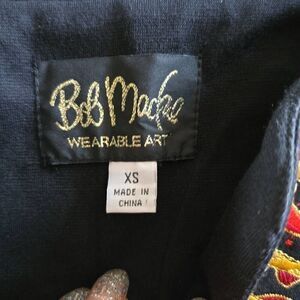 Bob Mackie
WEARABLE ART
XS
MADE IN
CHINA